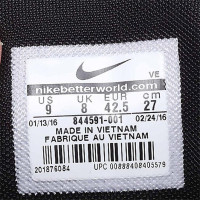 nikebetterworld.com VE
US UK EUR cm
9 8 42.5 27
01/13/16 844591-001 02/24/16
MADE IN VIETNAM
FABRIQUE AU VIETNAM
201876084 UPC 00888408405579